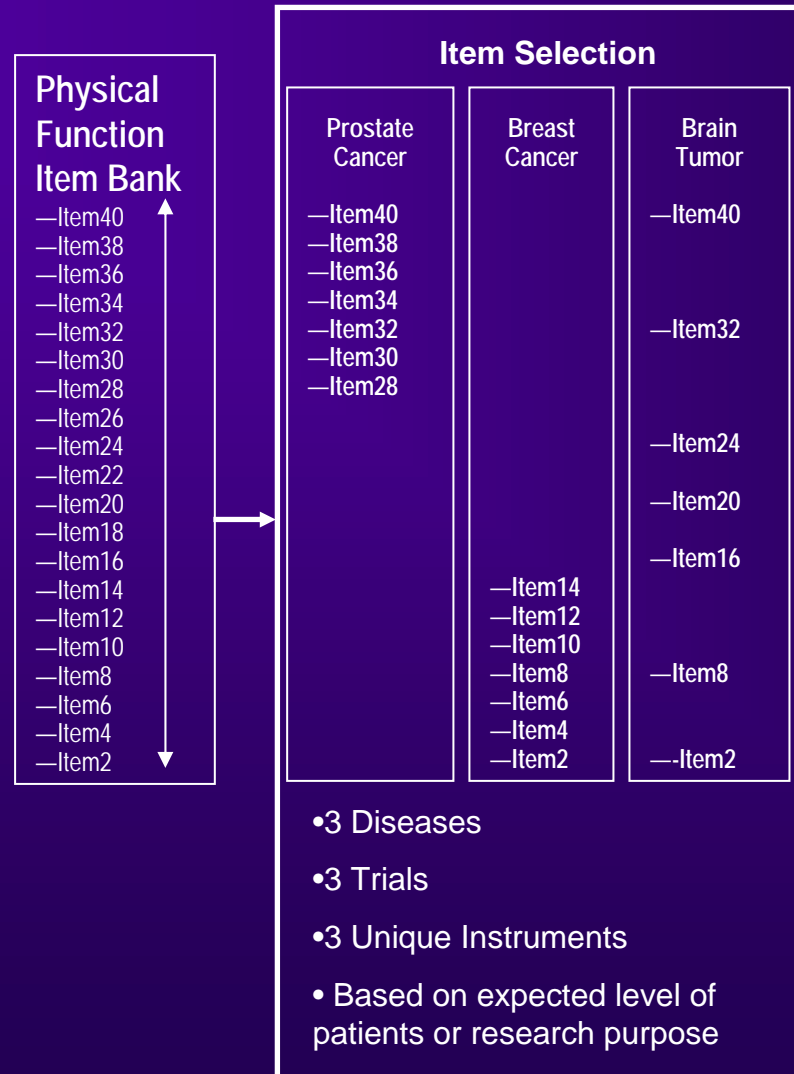 Physical
Function
Item Bank
—Item40
—Item38
—Item36
—Item34
—Item32
—Item30
—Item28
—Item26
—Item24
—Item22
—Item20
—Item18
—Item16
—Item14
—Item12
—Item10
—Item8
—Item6
—Item4
—Item2
Item Selection
Prostate
Cancer
—Item40
—Item38
—Item36
—Item34
—Item32
—Item30
—Item28
Breast
Cancer
—Item14
—Item12
—Item10
—Item8
—Item6
—Item4
—Item2
Brain
Tumor
—Item40
—Item32
—Item24
—Item20
—Item16
—Item8
—-Item2
•3 Diseases
•3 Trials
•3 Unique Instruments
• Based on expected level of
patients or research purpose